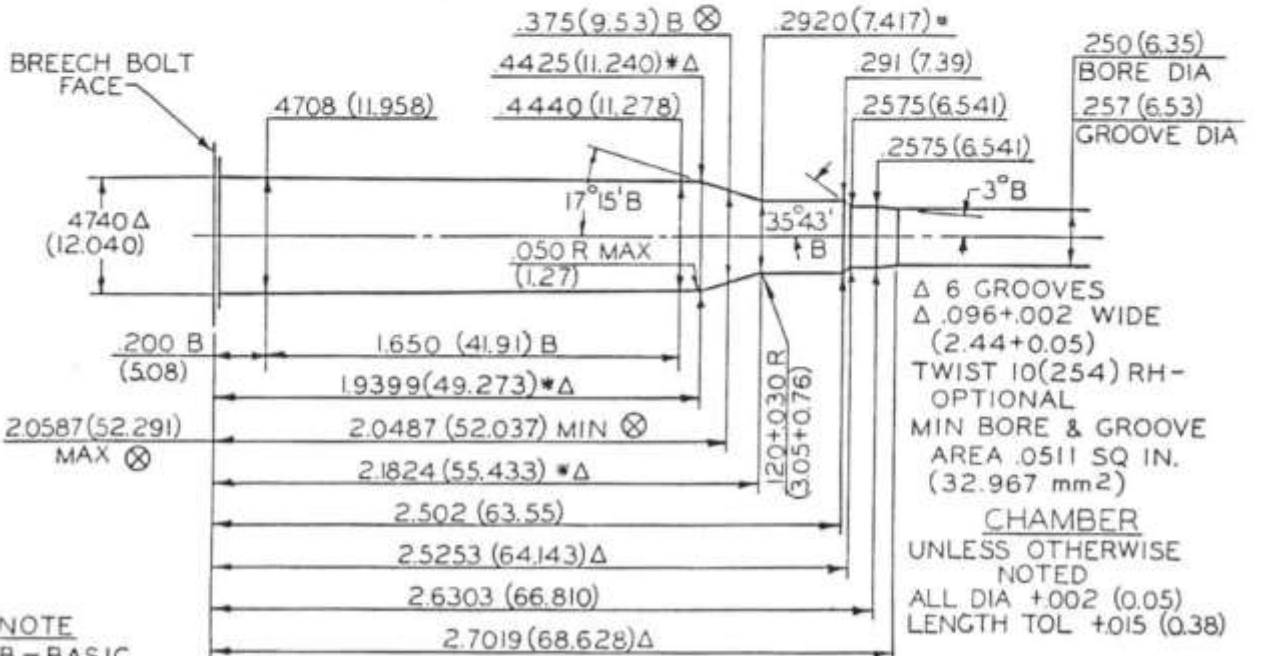 .375(9.53) B ⊗
.2920(7.417)*
BREECH BOLT
FACE
.4425(11.240)*Δ
.291 (7.39)
.250(6.35)
BORE DIA
.4708 (11.958)
.4440(11.278)
.2575(6.541)
.257(6.53)
GROOVE DIA
.2575(6.541)
17°15'B
3°B
.4740Δ
(12.040)
35°43'
B
.050 R MAX
(1.27)
Δ 6 GROOVES
Δ .096+.002 WIDE
(2.44+0.05)
TWIST 10(254) RH-
OPTIONAL
MIN BORE & GROOVE
AREA .0511 SQ IN.
(32.967 mm2)
.200 B
(5.08)
1.650 (41.91) B
1.9399(49.273)*Δ
.120+.030 R
(3.05+0.76)
2.0587(52.291)
MAX ⊗
2.0487 (52.037) MIN ⊗
2.1824 (55.433) *Δ
2.502 (63.55)
2.5253 (64.143)Δ
2.6303 (66.810)
2.7019(68.628)Δ
CHAMBER
UNLESS OTHERWISE
NOTED
ALL DIA +.002 (0.05)
LENGTH TOL +.015 (0.38)
NOTE
B = BASIC